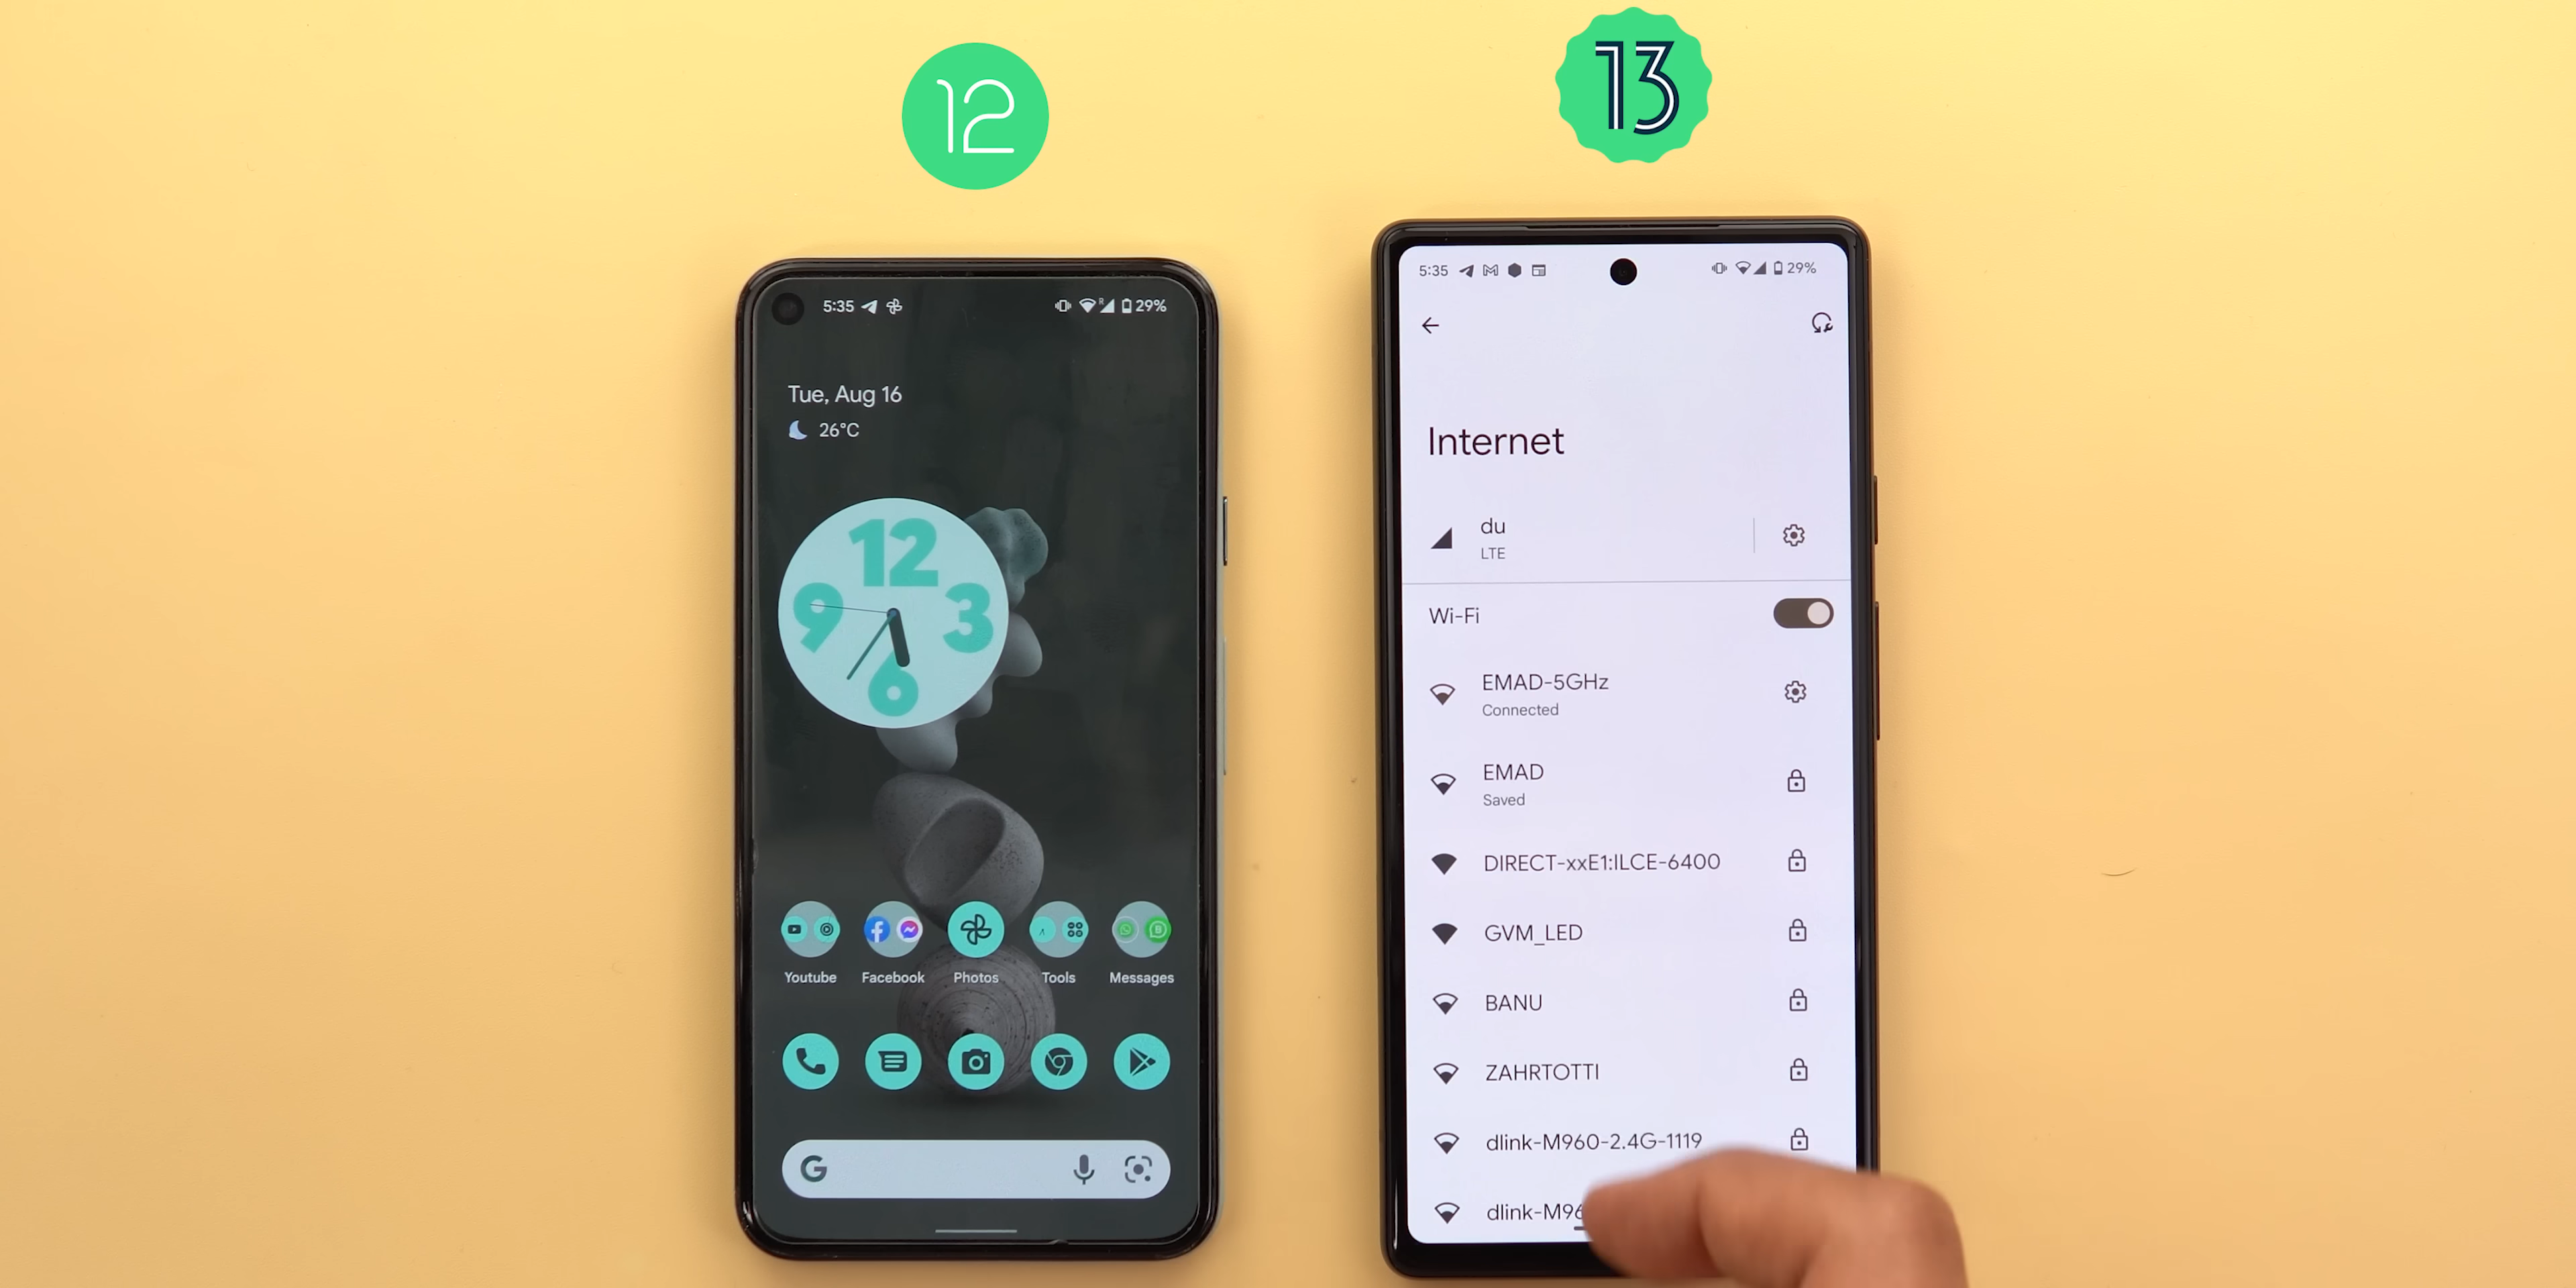 12
13
5:35
R
29%
Tue, Aug 16
26°C
12
9
3
6
Youtube
Facebook
Photos
Tools
Messages
G
5:35
29%
Internet
du
LTE
Wi-Fi
EMAD-5GHz
Connected
EMAD
Saved
DIRECT-xxE1:ILCE-6400
GVM_LED
BANU
ZAHRTOTTI
dlink-M960-2.4G-1119